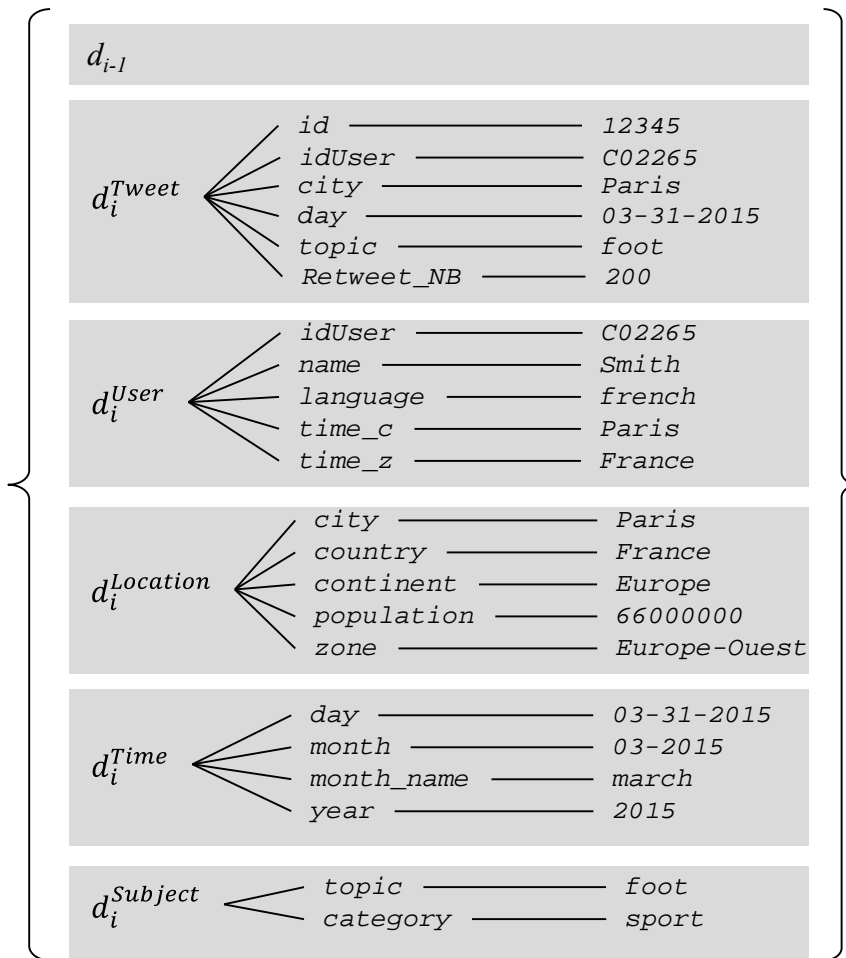 d_{i-1}
id 12345
idUser C02265
city Paris
d_i^{Tweet}
day 03-31-2015
topic foot
Retweet_NB 200
idUser C02265
name Smith
d_i^{User}
language french
time_c Paris
time_z France
city Paris
country France
d_i^{Location}
continent Europe
population 66000000
zone Europe-Ouest
day 03-31-2015
month 03-2015
d_i^{Time}
month_name march
year 2015
topic foot
d_i^{Subject}
category sport